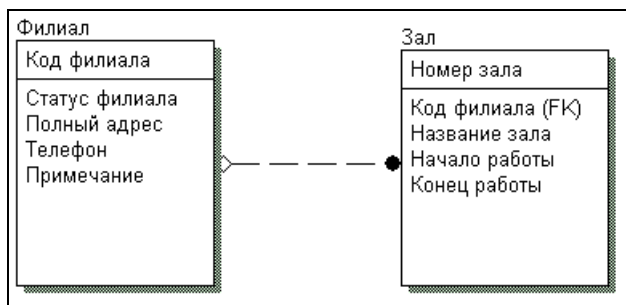 Филиал
Код филиала
Статус филиала
Полный адрес
Телефон
Примечание
Зал
Номер зала
Код филиала (FK)
Название зала
Начало работы
Конец работы